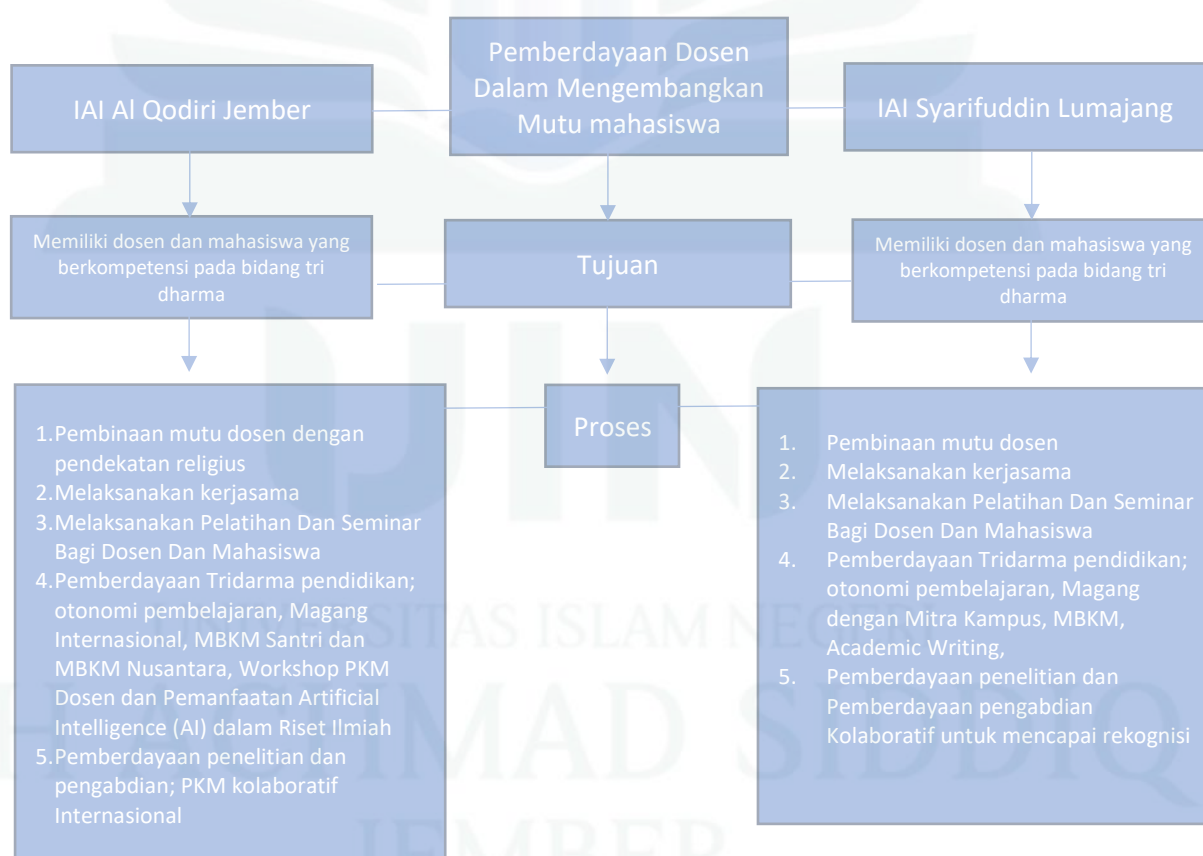 Pemberdayaan Dosen
Dalam Mengembangkan
Mutu mahasiswa
IAI Al Qodiri Jember
IAI Syarifuddin Lumajang
Memiliki dosen dan mahasiswa yang
berkompetensi pada bidang tri
dharma
Tujuan
Memiliki dosen dan mahasiswa yang
berkompetensi pada bidang tri
dharma
1.Pembinaan mutu dosen dengan
pendekatan religius
2.Melaksanakan kerjasama
3.Melaksanakan Pelatihan Dan Seminar
Bagi Dosen Dan Mahasiswa
4.Pemberdayaan Tridarma pendidikan;
otonomi pembelajaran, Magang
Internasional, MBKM Santri dan
MBKM Nusantara, Workshop PKM
Dosen dan Pemanfaatan Artificial
Intelligence (AI) dalam Riset Ilmiah
5.Pemberdayaan penelitian dan
pengabdian; PKM kolaboratif
Internasional
Proses
1. Pembinaan mutu dosen
2. Melaksanakan kerjasama
3. Melaksanakan Pelatihan Dan Seminar
Bagi Dosen Dan Mahasiswa
4. Pemberdayaan Tridarma pendidikan;
otonomi pembelajaran, Magang
dengan Mitra Kampus, MBKM,
Academic Writing,
5. Pemberdayaan penelitian dan
Pemberdayaan pengabdian
Kolaboratif untuk mencapai rekognisi
UIN
UNIVERSITAS ISLAM NEGERI
ACHMAD SIDDIQ
JEMBER